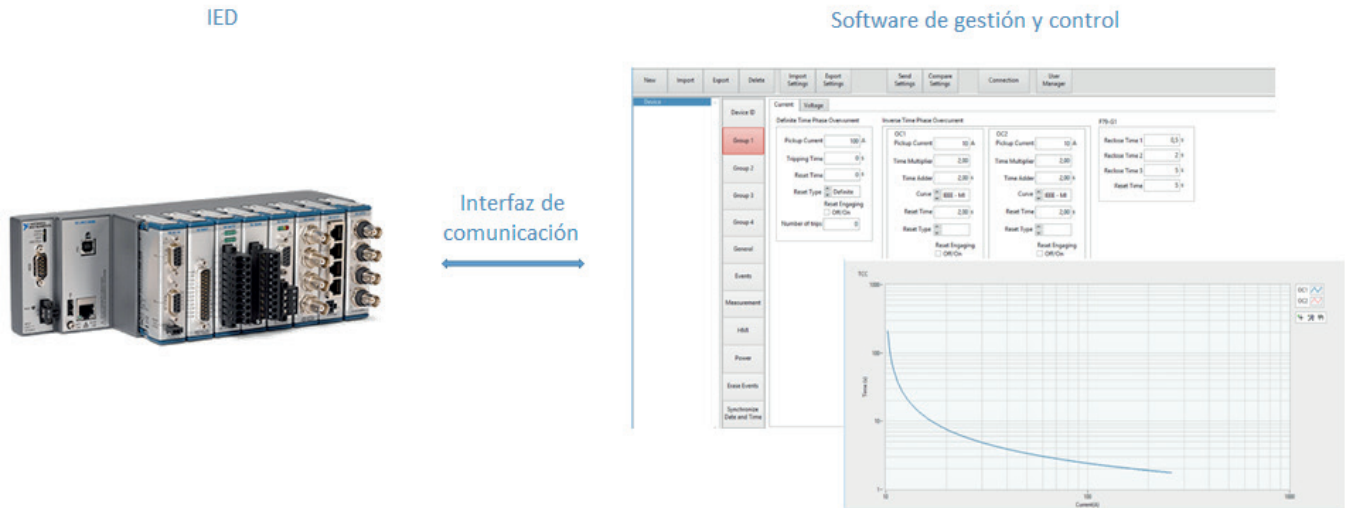 IED
Software de gestión y control
Interfaz de
comunicación
New
Import
Export
Delete
Import
Settings
Export
Settings
Send
Settings
Compare
Settings
Connection
User
Manager
Device
Device ID
Group 1
Group 2
Group 3
Group 4
General
Events
Measurement
HMI
Power
Erase Events
Synchronize
Date and Time
Current
Voltage
Definite Time Phase Overcurrent
Pickup Current 100 A
Tripping Time 0 s
Reset Time 0 s
Reset Type Definite
Reset Engaging
Off/On
Number of trips 0
Inverse Time Phase Overcurrent
OC1
Pickup Current 10 A
Time Multiplier 2,00
Time Adder 2,00 s
Curve IEEE - MI
Reset Time 2,00 s
Reset Type
Reset Engaging
Off/On
OC2
Pickup Current 10 A
Time Multiplier 2,00
Time Adder 2,00 s
Curve IEEE - MI
Reset Time 2,00 s
Reset Type
Reset Engaging
Off/On
F79-G1
Reclose Time 1 0,5 s
Reclose Time 2 2 s
Reclose Time 3 5 s
Reset Time 5 s
TCC
OC1
OC2
1000
100
10
1
Time (s)
10
100
1000
Current(A)